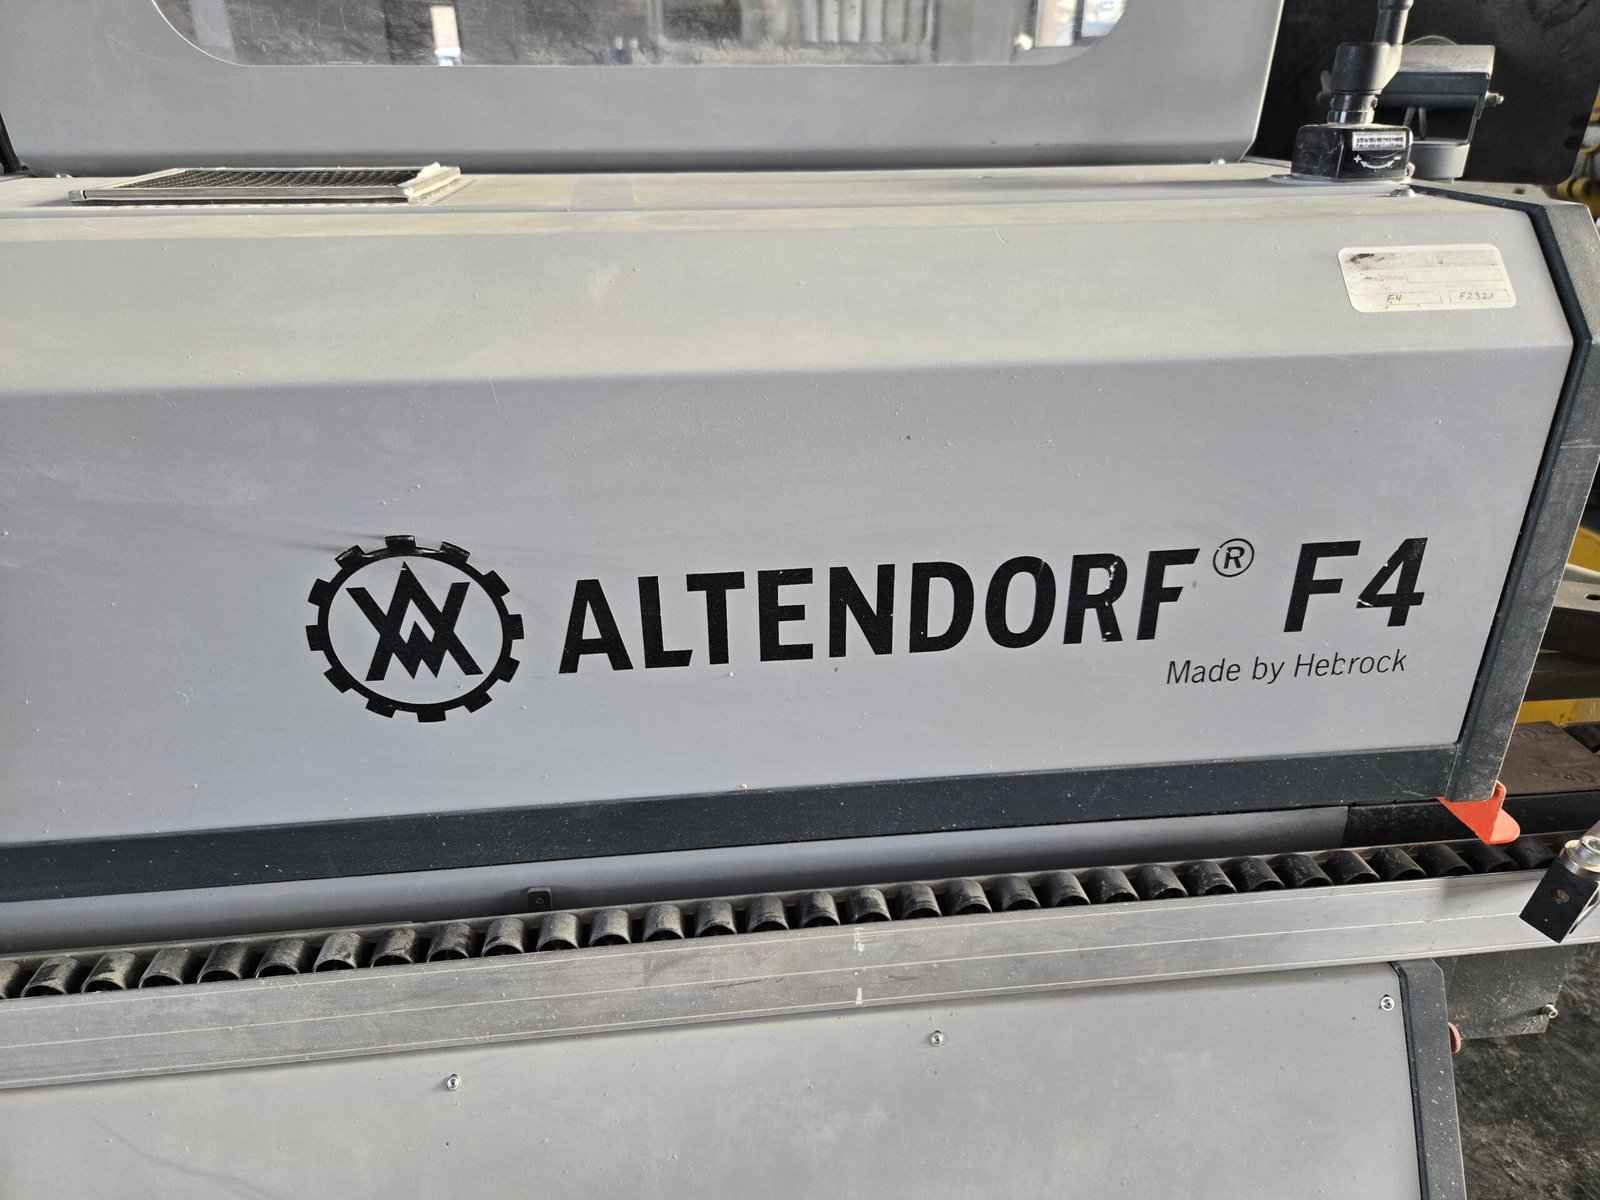 F4 F2321
ALTENDORF® F4
Made by Hebrock